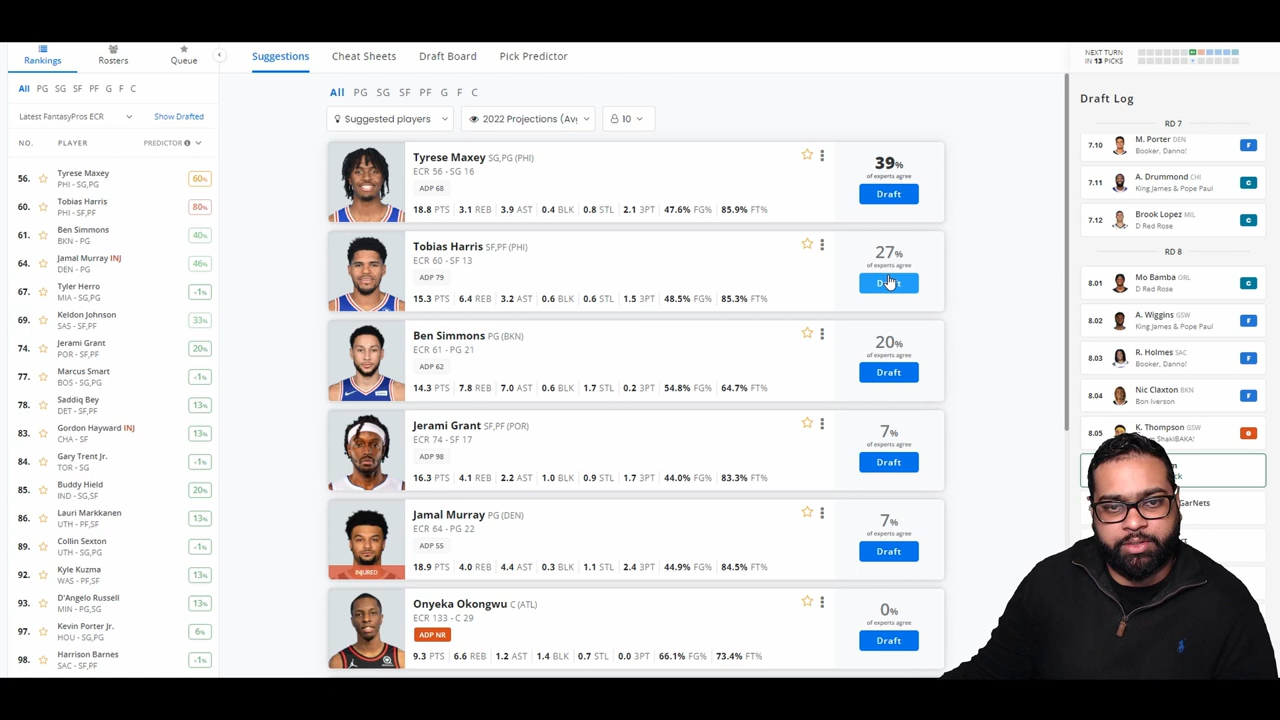 Rankings
Rosters
Queue
All PG SG SF PF G F C
Latest FantasyPros ECR
Show Drafted
NO. PLAYER PREDICTOR
56. Tyrese Maxey 60%
PHI - SG,PG
60. Tobias Harris 80%
PHI - SF,PF
61. Ben Simmons 40%
BKN - PG
64. Jamal Murray INJ 46%
DEN - PG
67. Tyler Herro -1%
MIA - SG,PG
69. Keldon Johnson 33%
SAS - SF,PF
74. Jerami Grant 20%
POR - SF,PF
77. Marcus Smart -1%
BOS - SG,PG
78. Saddiq Bey 13%
DET - SF,PF
83. Gordon Hayward INJ 13%
CHA - SF
84. Gary Trent Jr. -1%
TOR - SG
85. Buddy Hield 20%
IND - SG,SF
86. Lauri Markkanen 13%
UTH - PF,SF
89. Collin Sexton -1%
UTH - SG,PG
92. Kyle Kuzma 13%
WAS - PF,SF
93. D'Angelo Russell 13%
MIN - PG,SG
97. Kevin Porter Jr. 6%
HOU - SG,PG
98. Harrison Barnes -1%
SAC - SF,PF
Suggestions Cheat Sheets Draft Board Pick Predictor
All PG SG SF PF G F C
Suggested players
2022 Projections (Avg
10
Tyrese Maxey SG,PG (PHI)
ECR 56 - SG 16
ADP 68
18.8 PTS 3.1 REB 3.9 AST 0.4 BLK 0.8 STL 2.1 3PT 47.6% FG% 85.9% FT%
39%
of experts agree
Draft
Tobias Harris SF,PF (PHI)
ECR 60 - SF 13
ADP 79
15.3 PTS 6.4 REB 3.2 AST 0.6 BLK 0.6 STL 1.5 3PT 48.5% FG% 85.3% FT%
27%
of experts agree
Draft
Ben Simmons PG (BKN)
ECR 61 - PG 21
ADP 62
14.3 PTS 7.8 REB 7.0 AST 0.6 BLK 1.7 STL 0.2 3PT 54.8% FG% 64.7% FT%
20%
of experts agree
Draft
Jerami Grant SF,PF (POR)
ECR 74 - SF 17
ADP 98
16.3 PTS 4.1 REB 2.2 AST 1.0 BLK 0.9 STL 1.7 3PT 44.0% FG% 83.3% FT%
7%
of experts agree
Draft
Jamal Murray PG (DEN)
ECR 64 - PG 22
ADP 55
INJURED
18.9 PTS 4.0 REB 4.4 AST 0.3 BLK 1.1 STL 2.4 3PT 44.9% FG% 84.5% FT%
7%
of experts agree
Draft
Onyeka Okongwu C (ATL)
ECR 133 - C 29
ADP NR
9.3 PTS 6.6 REB 1.2 AST 1.4 BLK 0.7 STL 0.0 3PT 66.1% FG% 73.4% FT%
0%
of experts agree
Draft
NEXT TURN
IN 13 PICKS
Draft Log
RD 7
7.10 M. Porter DEN F
Booker, Danno!
7.11 A. Drummond CHI C
King James & Pope Paul
7.12 Brook Lopez MIL C
D Red Rose
RD 8
8.01 Mo Bamba ORL C
D Red Rose
8.02 A. Wiggins GSW F
King James & Pope Paul
8.03 R. Holmes SAC F
Booker, Danno!
8.04 Nic Claxton BKN F
Bon Iverson
8.05 K. Thompson GSW G
ShakIBAKA!
GarNets